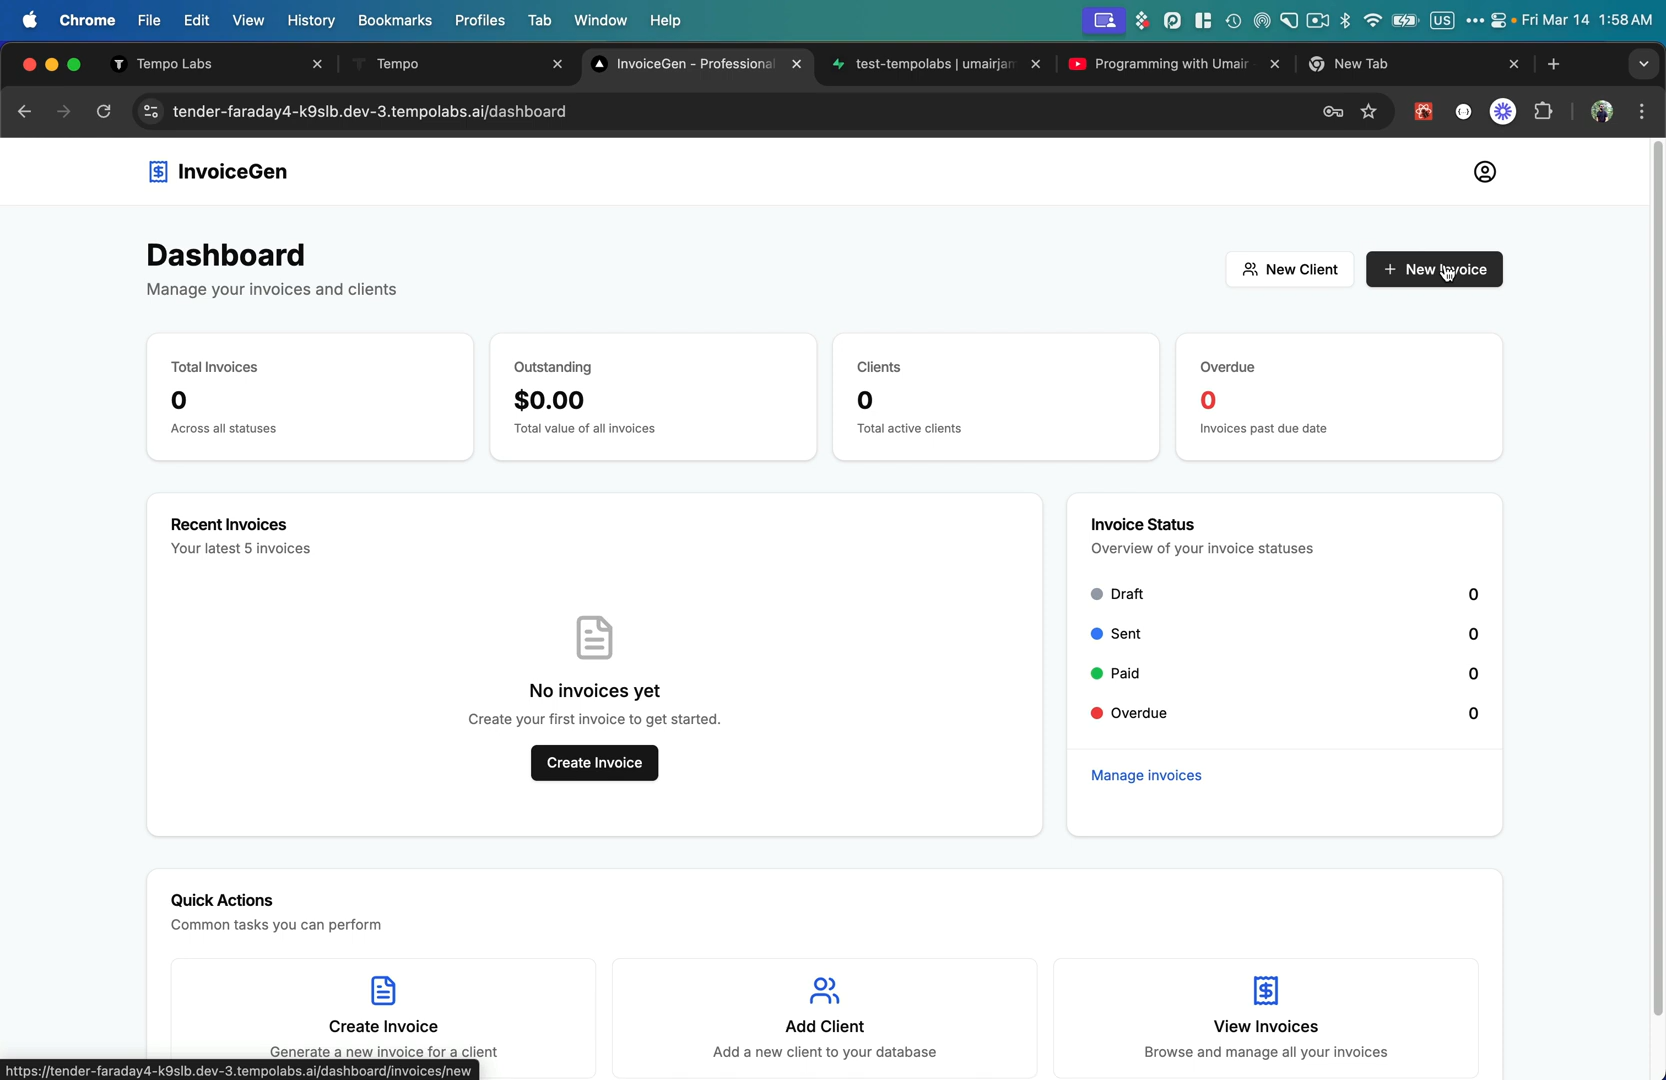 Chrome File Edit View History Bookmarks Profiles Tab Window Help US Fri Mar 14 1:58 AM
Tempo Labs Tempo InvoiceGen - Professional test-tempolabs | umairjam Programming with Umair New Tab
tender-faraday4-k9slb.dev-3.tempolabs.ai/dashboard
InvoiceGen
Dashboard
Manage your invoices and clients
New Client
New Invoice
Total Invoices
0
Across all statuses
Outstanding
$0.00
Total value of all invoices
Clients
0
Total active clients
Overdue
0
Invoices past due date
Recent Invoices
Your latest 5 invoices
No invoices yet
Create your first invoice to get started.
Create Invoice
Invoice Status
Overview of your invoice statuses
Draft 0
Sent 0
Paid 0
Overdue 0
Manage invoices
Quick Actions
Common tasks you can perform
Create Invoice
Generate a new invoice for a client
Add Client
Add a new client to your database
View Invoices
Browse and manage all your invoices
https://tender-faraday4-k9slb.dev-3.tempolabs.ai/dashboard/invoices/new